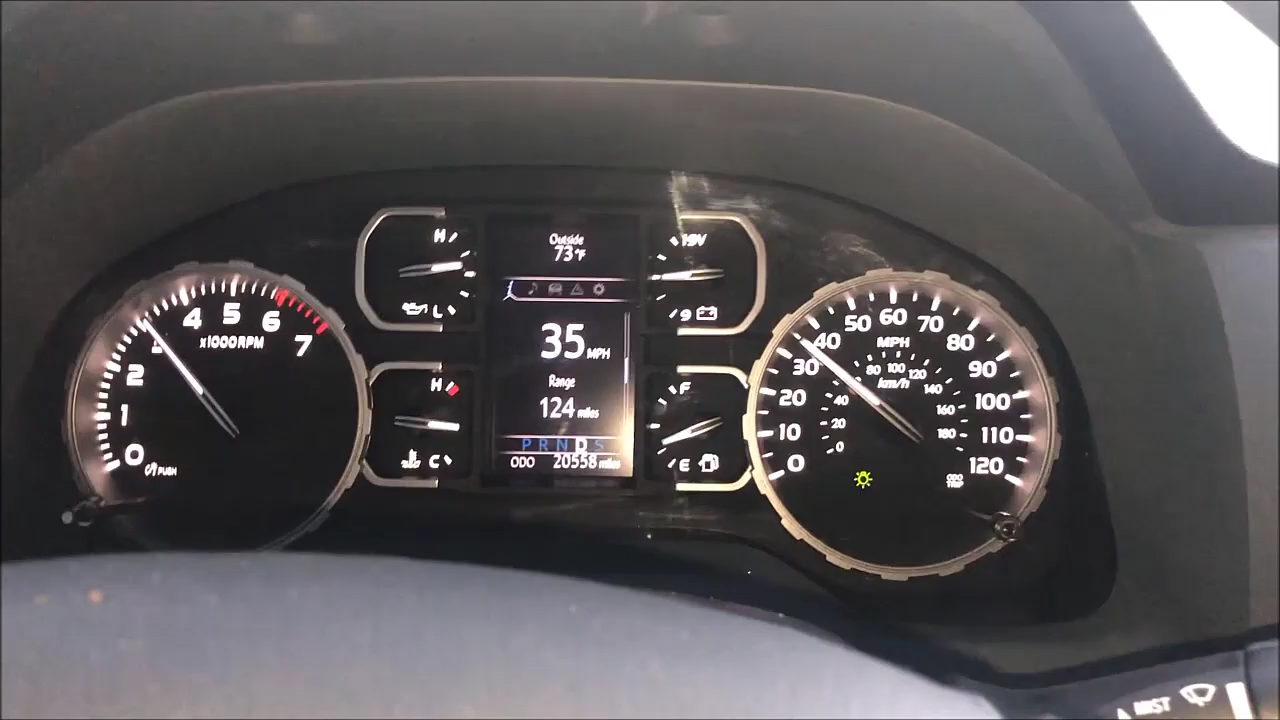 Outside
73°F
35 MPH
Range
124 miles
P R N D S
ODO 20558 miles
H
L
H
C
19V
9
F
E
0
1
2
4
5
6
7
x1000RPM
PUSH
0
10
20
30
40
50
60
70
80
90
100
110
120
MPH
km/h
0
20
40
80
100
120
140
160
180
ODO
TRIP
MIST